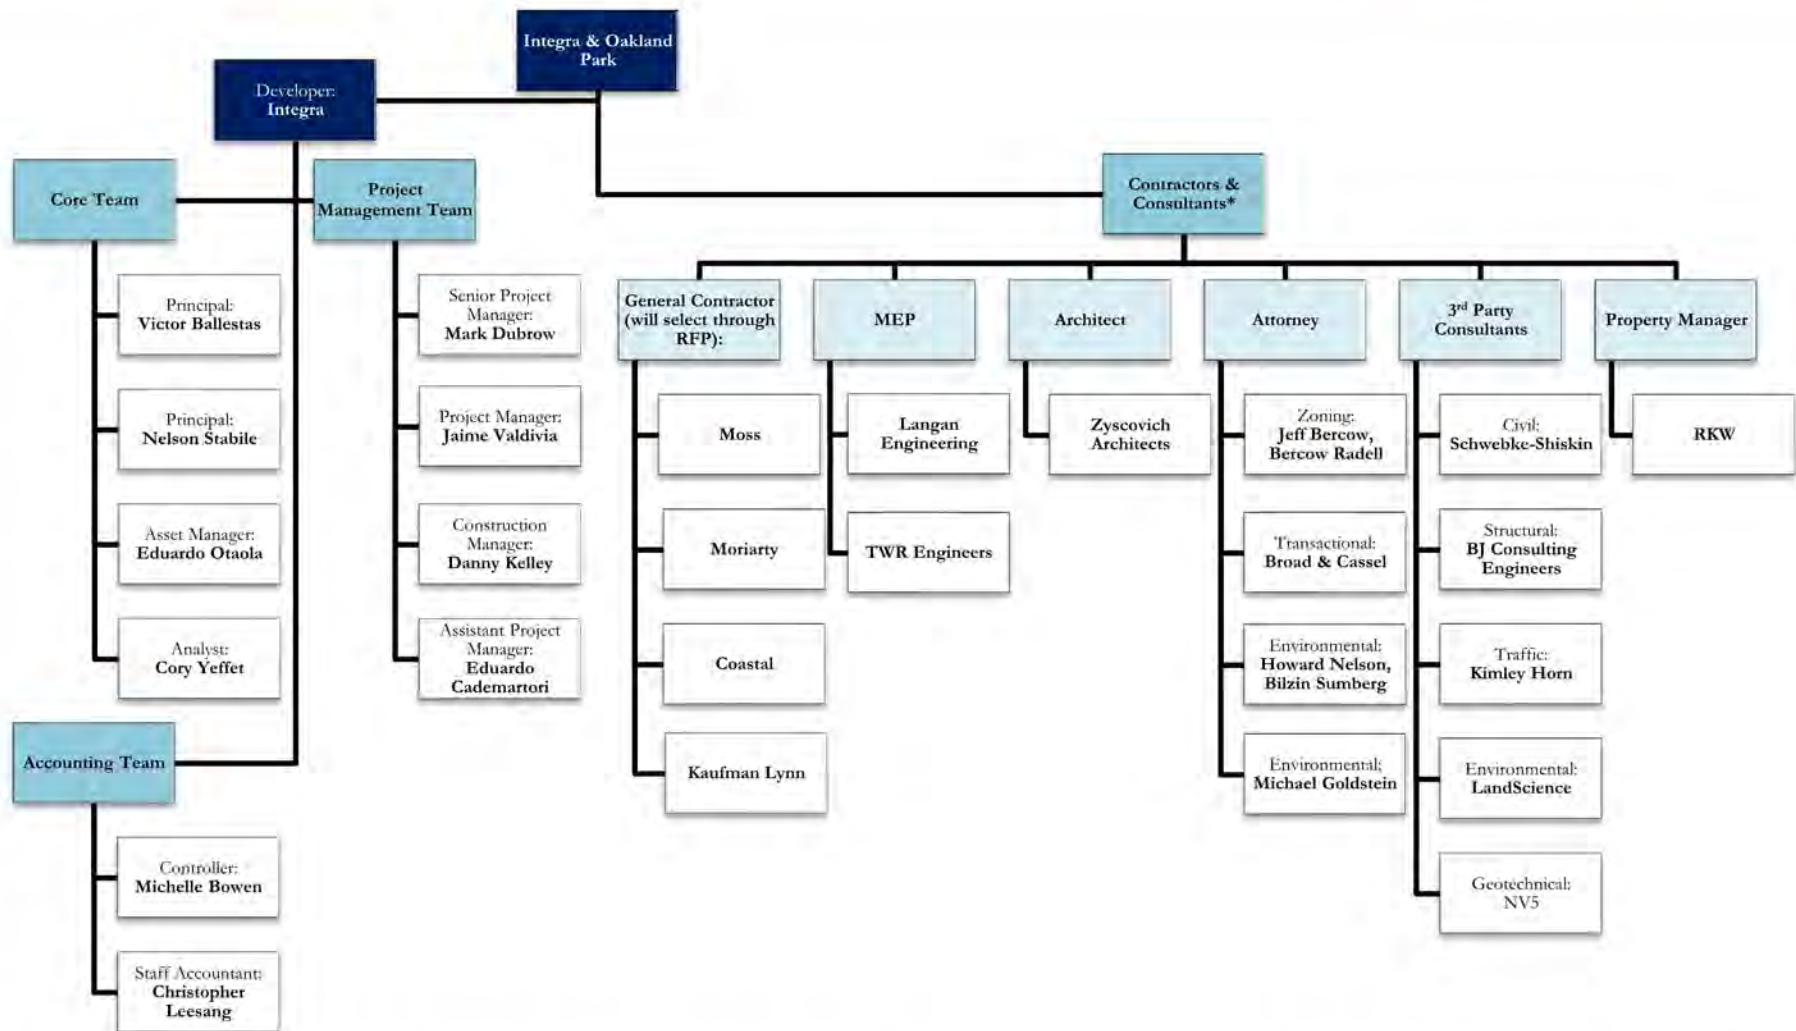 Integra & Oakland
Park
Developer:
Integra
Core Team
Project
Management Team
Contractors &
Consultants*
Principal:
Victor Ballestas
Principal:
Nelson Stabile
Asset Manager:
Eduardo Otaola
Analyst:
Cory Yeffet
Senior Project
Manager:
Mark Dubrow
Project Manager:
Jaime Valdivia
Construction
Manager:
Danny Kelley
Assistant Project
Manager:
Eduardo
Cademartori
Accounting Team
Controller:
Michelle Bowen
Staff Accountant:
Christopher
Leesang
General Contractor
(will select through
RFP):
Moss
Moriarty
Coastal
Kaufman Lynn
MEP
Langan
Engineering
TWR Engineers
Architect
Zyscovich
Architects
Attorney
Zoning:
Jeff Bercow,
Bercow Radell
Transactional:
Broad & Cassel
Environmental:
Howard Nelson,
Bilzin Sumberg
Environmental:
Michael Goldstein
3rd Party
Consultants
Civil:
Schwebke-Shiskin
Structural:
BJ Consulting
Engineers
Traffic:
Kimley Horn
Environmental:
LandScience
Geotechnical:
NV5
Property Manager
RKW